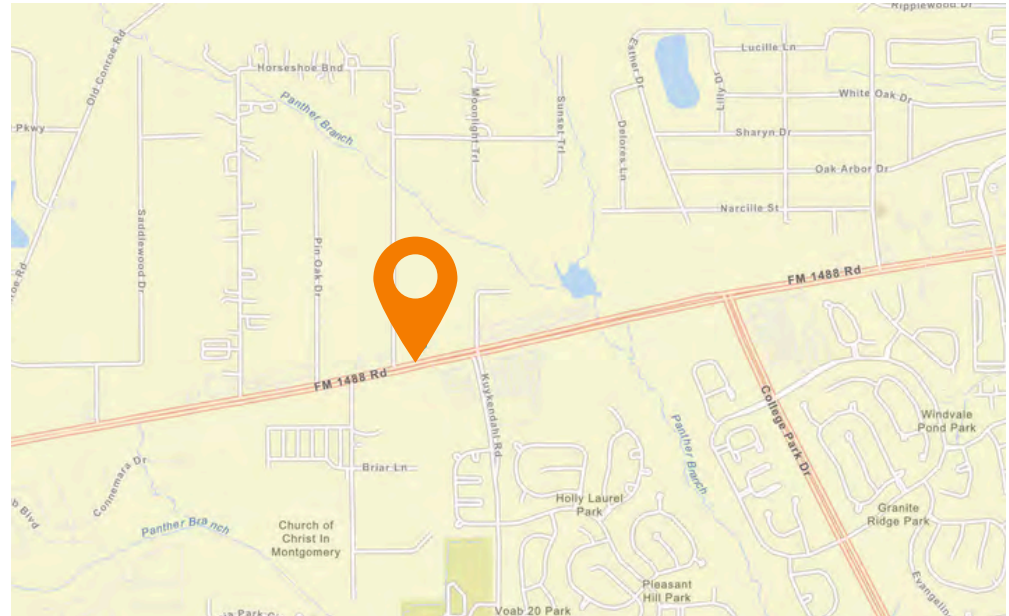 Ripplewood Dr
Old Conroe Rd
Horseshoe Bnd
Esther Dr
Lucille Ln
Lilly Dr
White Oak Dr
Panther Branch
Moonlight Trl
Sunset Trl
Pkwy
Delores Ln
Sharyn Dr
Oak Arbor Dr
Saddlewood Dr
Pin Oak Dr
Narcille St
FM 1488 Rd
FM 1488 Rd
Kuykendahl Rd
College Park Dr
Windvale
Pond Park
Panther Branch
Connemara Dr
Briar Ln
Holly Laurel
Park
Granite
Ridge Park
Blvd
Panther Branch
Church of
Christ In
Montgomery
Pleasant
Hill Park
Voab 20 Park